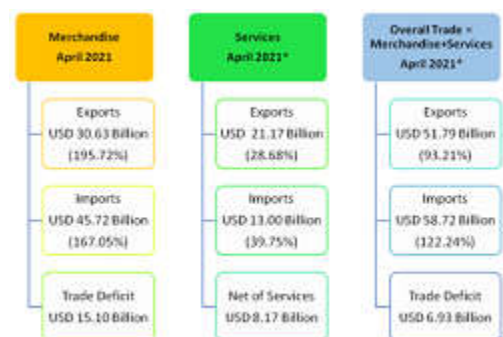 Merchandise
April 2021
Exports
USD 30.63 Billion
(195.72%)
Imports
USD 45.72 Billion
(167.05%)
Trade Deficit
USD 15.10 Billion
Services
April 2021*
Exports
USD 21.17 Billion
(28.68%)
Imports
USD 13.00 Billion
(39.75%)
Net of Services
USD 8.17 Billion
Overall Trade =
Merchandise+Services
April 2021*
Exports
USD 51.79 Billion
(93.21%)
Imports
USD 58.72 Billion
(122.24%)
Trade Deficit
USD 6.93 Billion